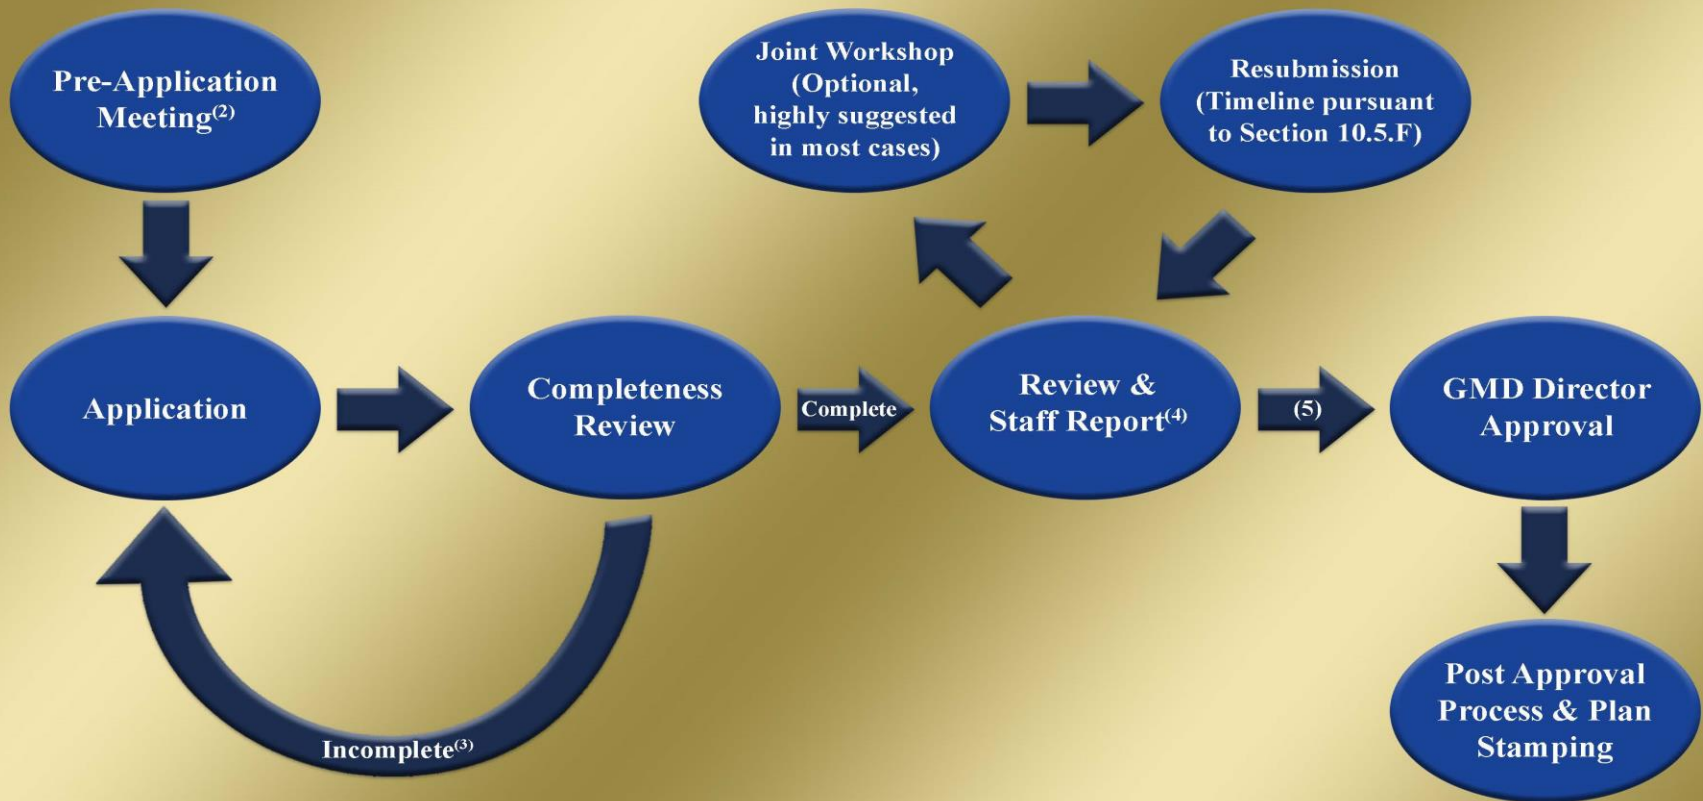 Pre-Application
Meeting(2)
Joint Workshop
(Optional,
highly suggested
in most cases)
Resubmission
(Timeline pursuant
to Section 10.5.F)
Application
Completeness
Review
Complete
Review &
Staff Report(4)
(5)
GMD Director
Approval
Incomplete(3)
Post Approval
Process & Plan
Stamping